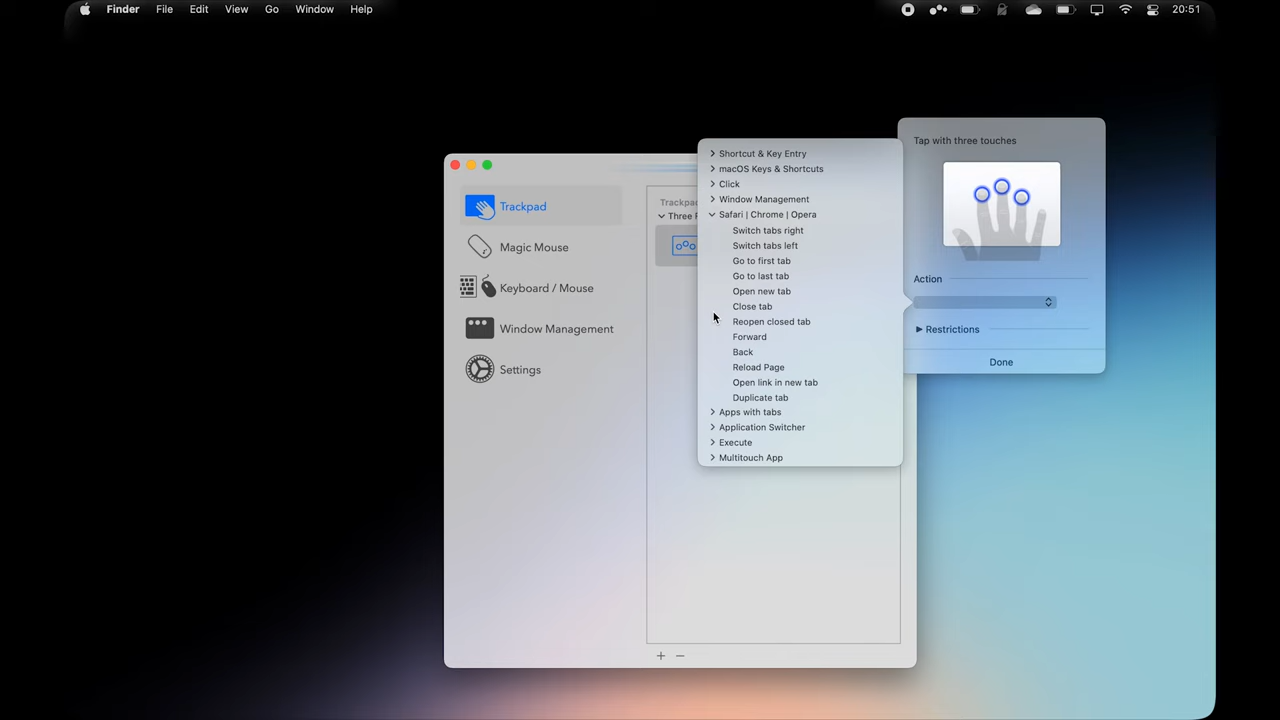 Finder File Edit View Go Window Help 20:51
Tap with three touches
Action
Restrictions
Done
Shortcut & Key Entry
macOS Keys & Shortcuts
Click
Window Management
Safari | Chrome | Opera
Switch tabs right
Switch tabs left
Go to first tab
Go to last tab
Open new tab
Close tab
Reopen closed tab
Forward
Back
Reload Page
Open link in new tab
Duplicate tab
Apps with tabs
Application Switcher
Execute
Multitouch App
Trackpad
Magic Mouse
Keyboard / Mouse
Window Management
Settings
Trackpad
Three